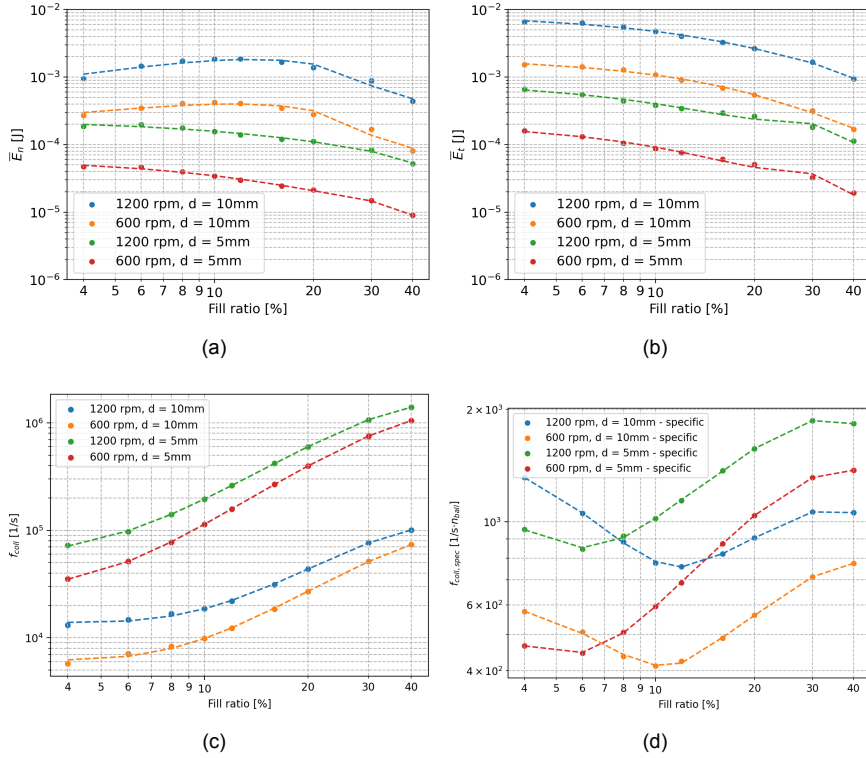 10⁻²
10⁻³
10⁻⁴
10⁻⁵
10⁻⁶
E̅ₙ [J]
1200 rpm, d = 10mm
600 rpm, d = 10mm
1200 rpm, d = 5mm
600 rpm, d = 5mm
4 5 6 7 8 9 10 20 30 40
Fill ratio [%]
(a)
10⁻²
10⁻³
10⁻⁴
10⁻⁵
10⁻⁶
E̅ₜ [J]
1200 rpm, d = 10mm
600 rpm, d = 10mm
1200 rpm, d = 5mm
600 rpm, d = 5mm
4 5 6 7 8 9 10 20 30 40
Fill ratio [%]
(b)
10⁶
10⁵
10⁴
f_coll [1/s]
1200 rpm, d = 10mm
600 rpm, d = 10mm
1200 rpm, d = 5mm
600 rpm, d = 5mm
4 5 6 7 8 9 10 20 30 40
Fill ratio [%]
(c)
2 × 10³
10³
6 × 10²
4 × 10²
f_coll,spec [1/s·n_ball]
1200 rpm, d = 10mm - specific
600 rpm, d = 10mm - specific
1200 rpm, d = 5mm - specific
600 rpm, d = 5mm - specific
4 5 6 7 8 9 10 20 30 40
Fill ratio [%]
(d)